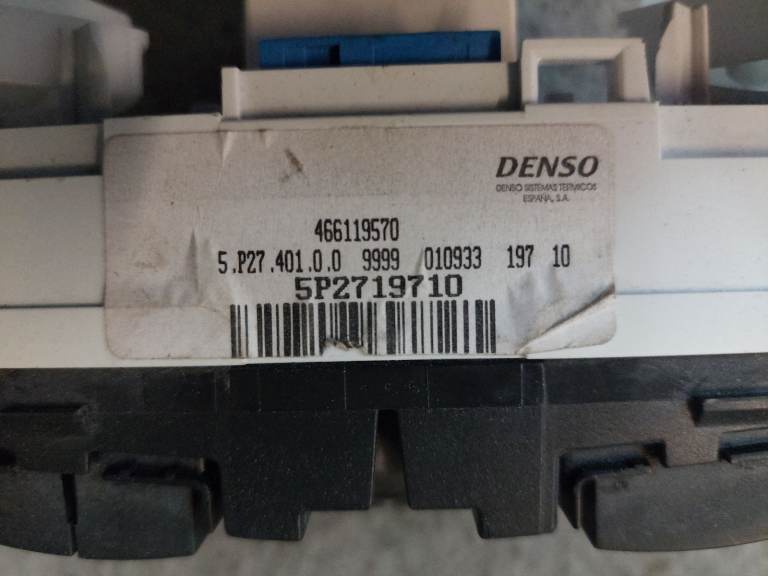 DENSO
DENSO SISTEMAS TERMICOS
ESPAÑA, S.A.
466119570
5.P27.401.0.0 9999 010933 197 10
5P2719710